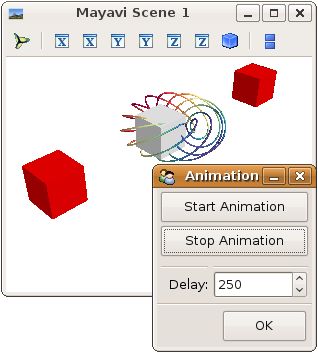 Mayavi Scene 1
X X Y Y Z Z
Animation
Start Animation
Stop Animation
Delay: 250
OK